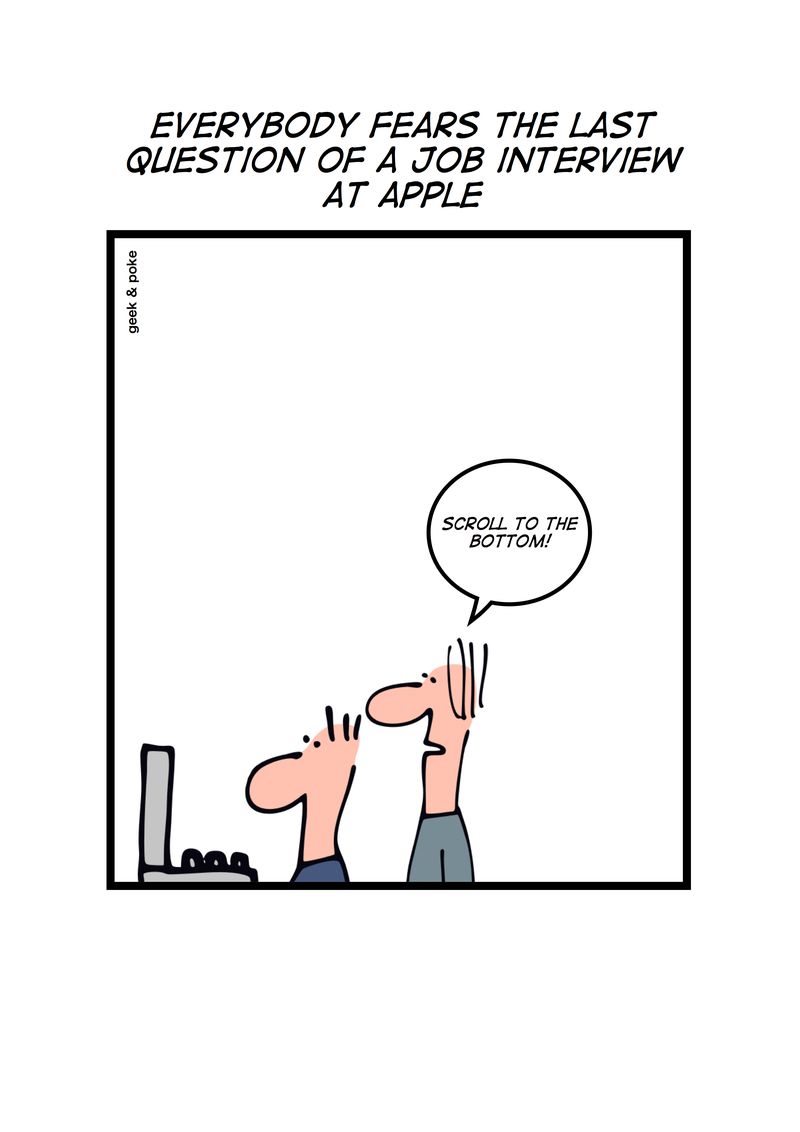 EVERYBODY FEARS THE LAST
QUESTION OF A JOB INTERVIEW
AT APPLE
geek & poke
SCROLL TO THE
BOTTOM!